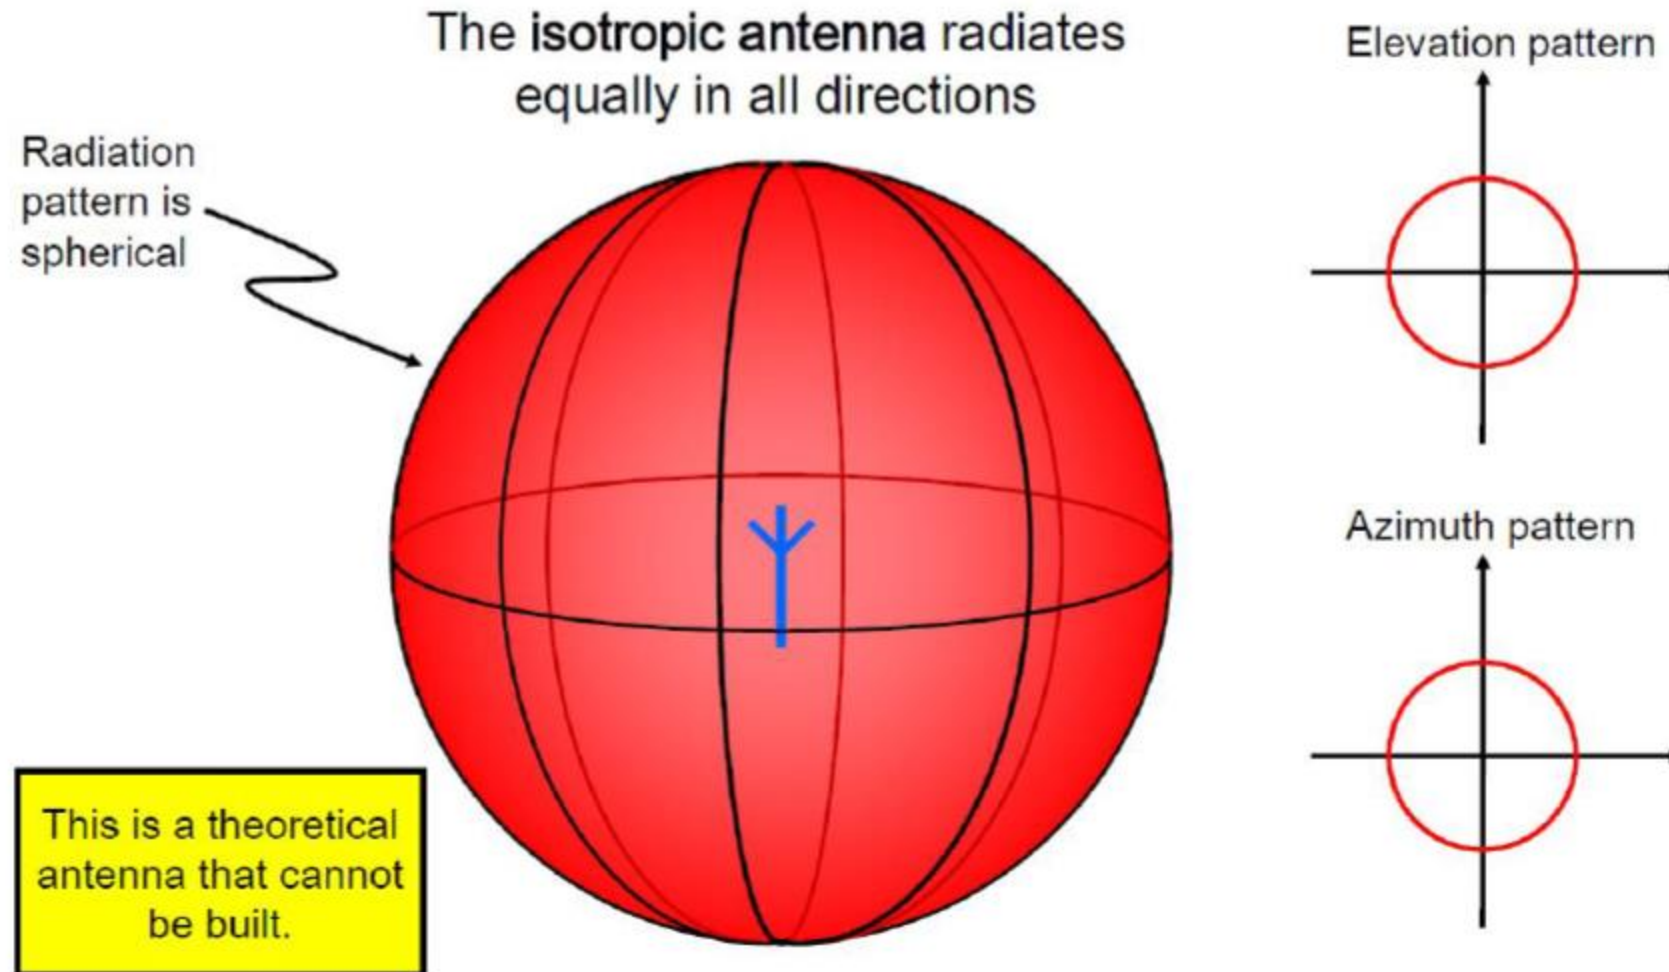 The isotropic antenna radiates
equally in all directions
Radiation
pattern is
spherical
Elevation pattern
Azimuth pattern
This is a theoretical
antenna that cannot
be built.